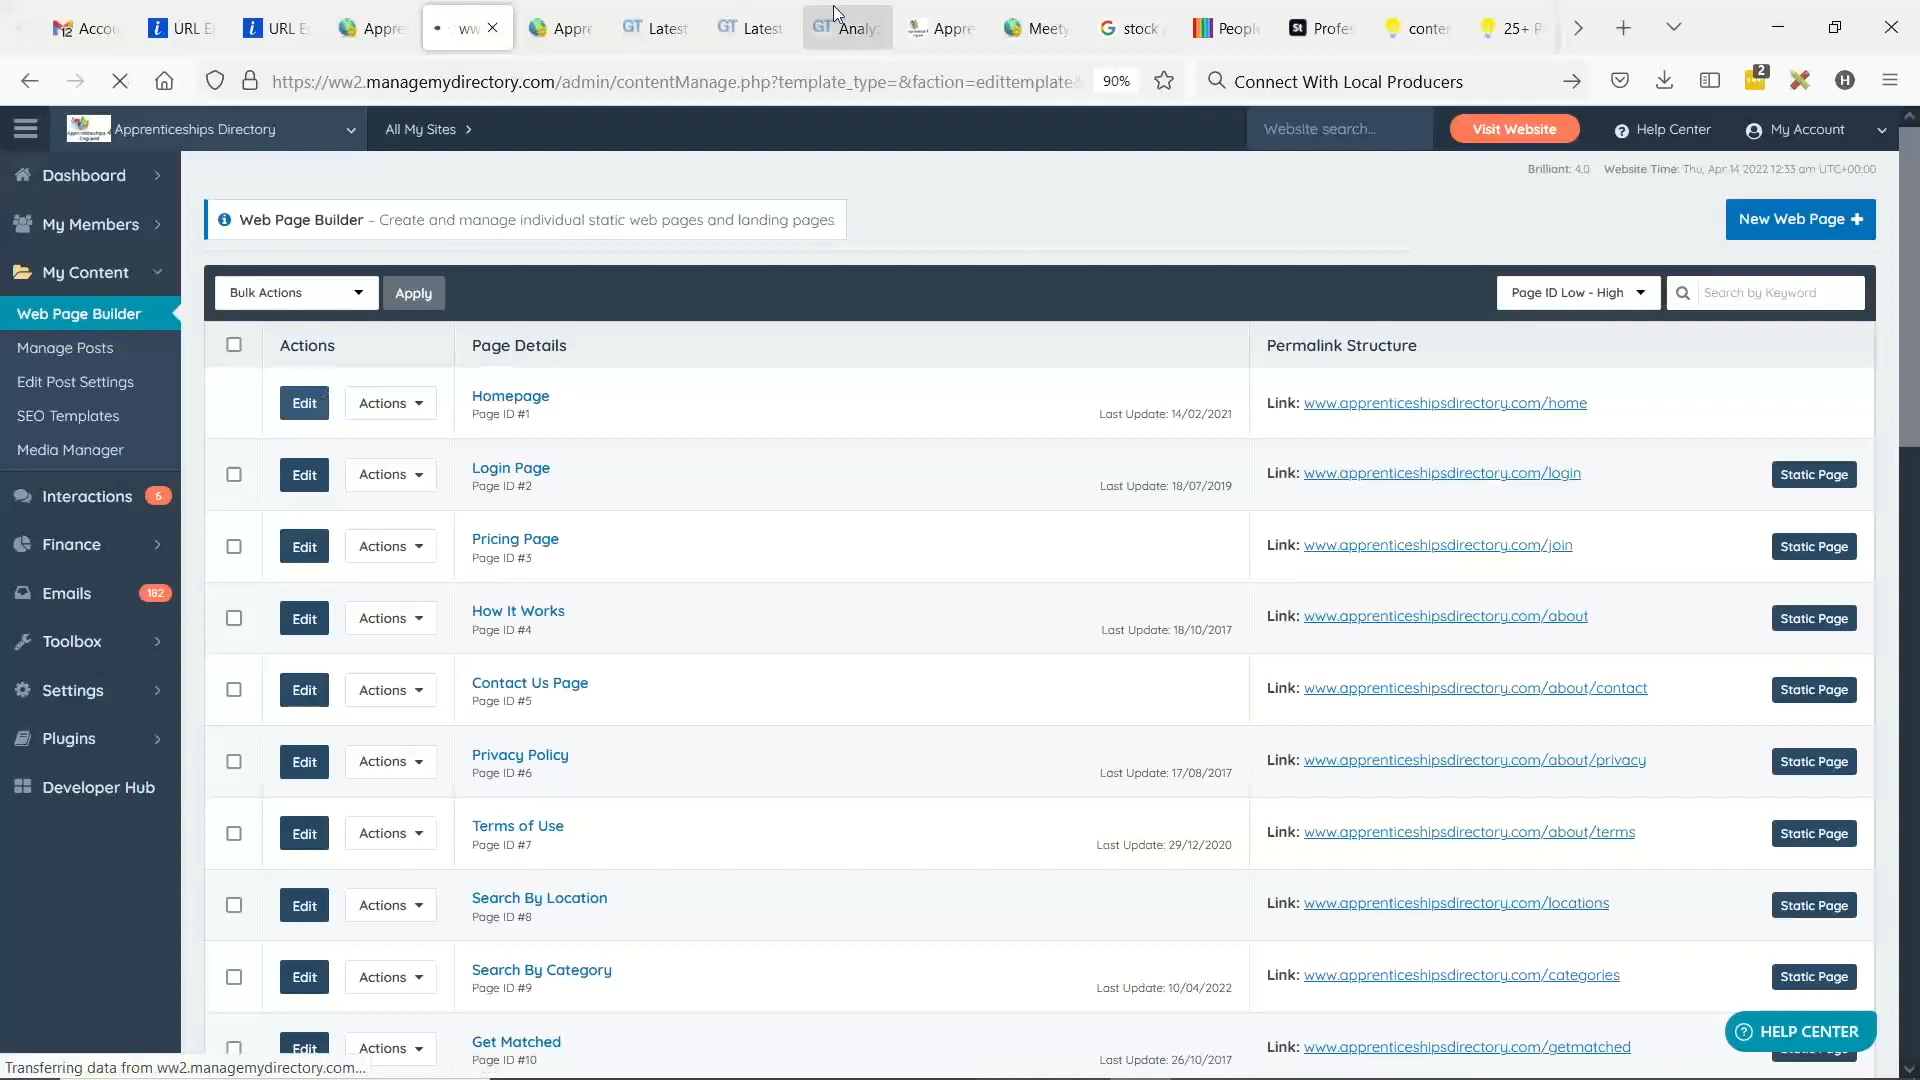 Accou
URL E
URL E
Appre
ww
Appre
Latest
Latest
Analy
Appre
Meety
stock
People
Profes
conter
25+ P
https://ww2.managemydirectory.com/admin/contentManage.php?template_type=&faction=edittemplate&
90%
Connect With Local Producers
2
H
Apprenticeships Directory
All My Sites
Website search...
Visit Website
Help Center
My Account
Brilliant: 4.0 Website Time: Thu, Apr 14 2022 12:33 am UTC+00:00
Dashboard
My Members
My Content
Web Page Builder
Manage Posts
Edit Post Settings
SEO Templates
Media Manager
Interactions 6
Finance
Emails 182
Toolbox
Settings
Plugins
Developer Hub
Web Page Builder – Create and manage individual static web pages and landing pages
New Web Page +
Bulk Actions
Apply
Page ID Low - High
Search by Keyword
Actions Page Details Permalink Structure
Edit Actions Homepage Link: www.apprenticeshipsdirectory.com/home
Page ID #1 Last Update: 14/02/2021
Edit Actions Login Page Link: www.apprenticeshipsdirectory.com/login Static Page
Page ID #2 Last Update: 18/07/2019
Edit Actions Pricing Page Link: www.apprenticeshipsdirectory.com/join Static Page
Page ID #3
Edit Actions How It Works Link: www.apprenticeshipsdirectory.com/about Static Page
Page ID #4 Last Update: 18/10/2017
Edit Actions Contact Us Page Link: www.apprenticeshipsdirectory.com/about/contact Static Page
Page ID #5
Edit Actions Privacy Policy Link: www.apprenticeshipsdirectory.com/about/privacy Static Page
Page ID #6 Last Update: 17/08/2017
Edit Actions Terms of Use Link: www.apprenticeshipsdirectory.com/about/terms Static Page
Page ID #7 Last Update: 29/12/2020
Edit Actions Search By Location Link: www.apprenticeshipsdirectory.com/locations Static Page
Page ID #8
Edit Actions Search By Category Link: www.apprenticeshipsdirectory.com/categories Static Page
Page ID #9 Last Update: 10/04/2022
Edit Actions Get Matched Link: www.apprenticeshipsdirectory.com/getmatched
Page ID #10 Last Update: 26/10/2017
HELP CENTER
Transferring data from ww2.managemydirectory.com...